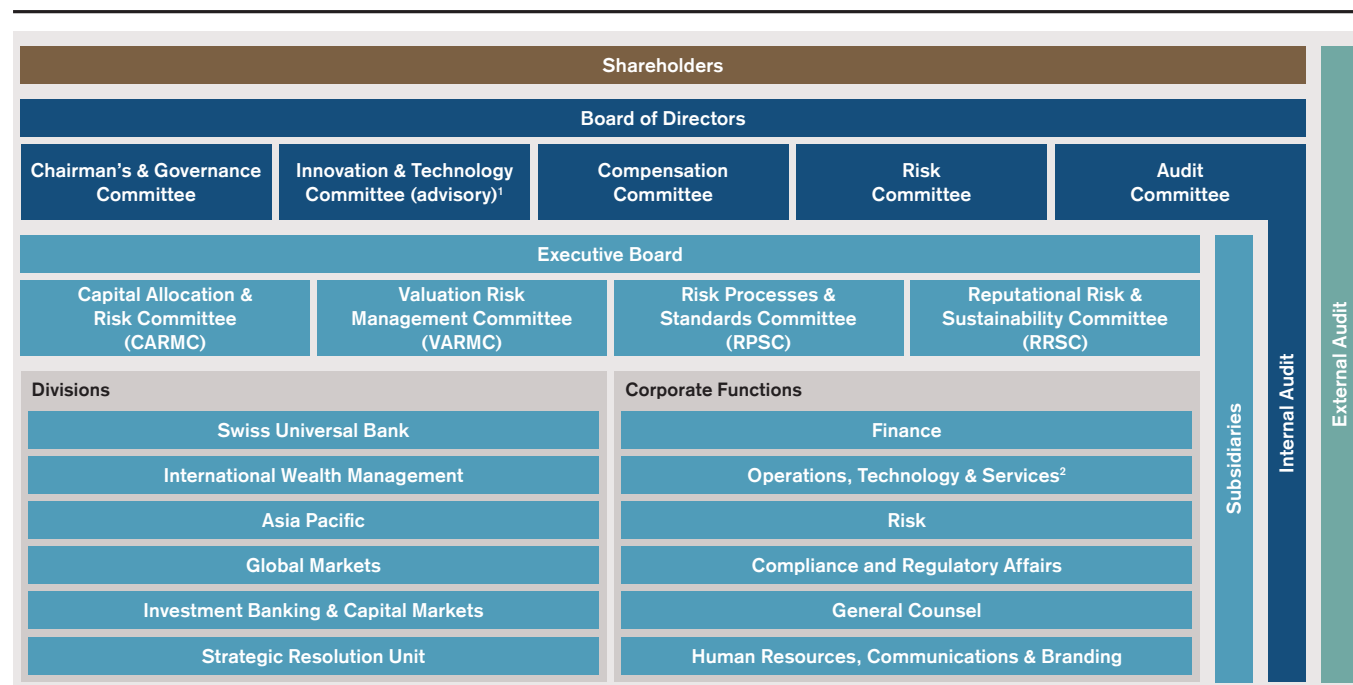 Shareholders
Board of Directors
Chairman's & Governance
Committee
Innovation & Technology
Committee (advisory)¹
Compensation
Committee
Risk
Committee
Audit
Committee
Executive Board
Capital Allocation &
Risk Committee
(CARMC)
Valuation Risk
Management Committee
(VARMC)
Risk Processes &
Standards Committee
(RPSC)
Reputational Risk &
Sustainability Committee
(RRSC)
Divisions
Swiss Universal Bank
International Wealth Management
Asia Pacific
Global Markets
Investment Banking & Capital Markets
Strategic Resolution Unit
Corporate Functions
Finance
Operations, Technology & Services²
Risk
Compliance and Regulatory Affairs
General Counsel
Human Resources, Communications & Branding
Subsidiaries
Internal Audit
External Audit